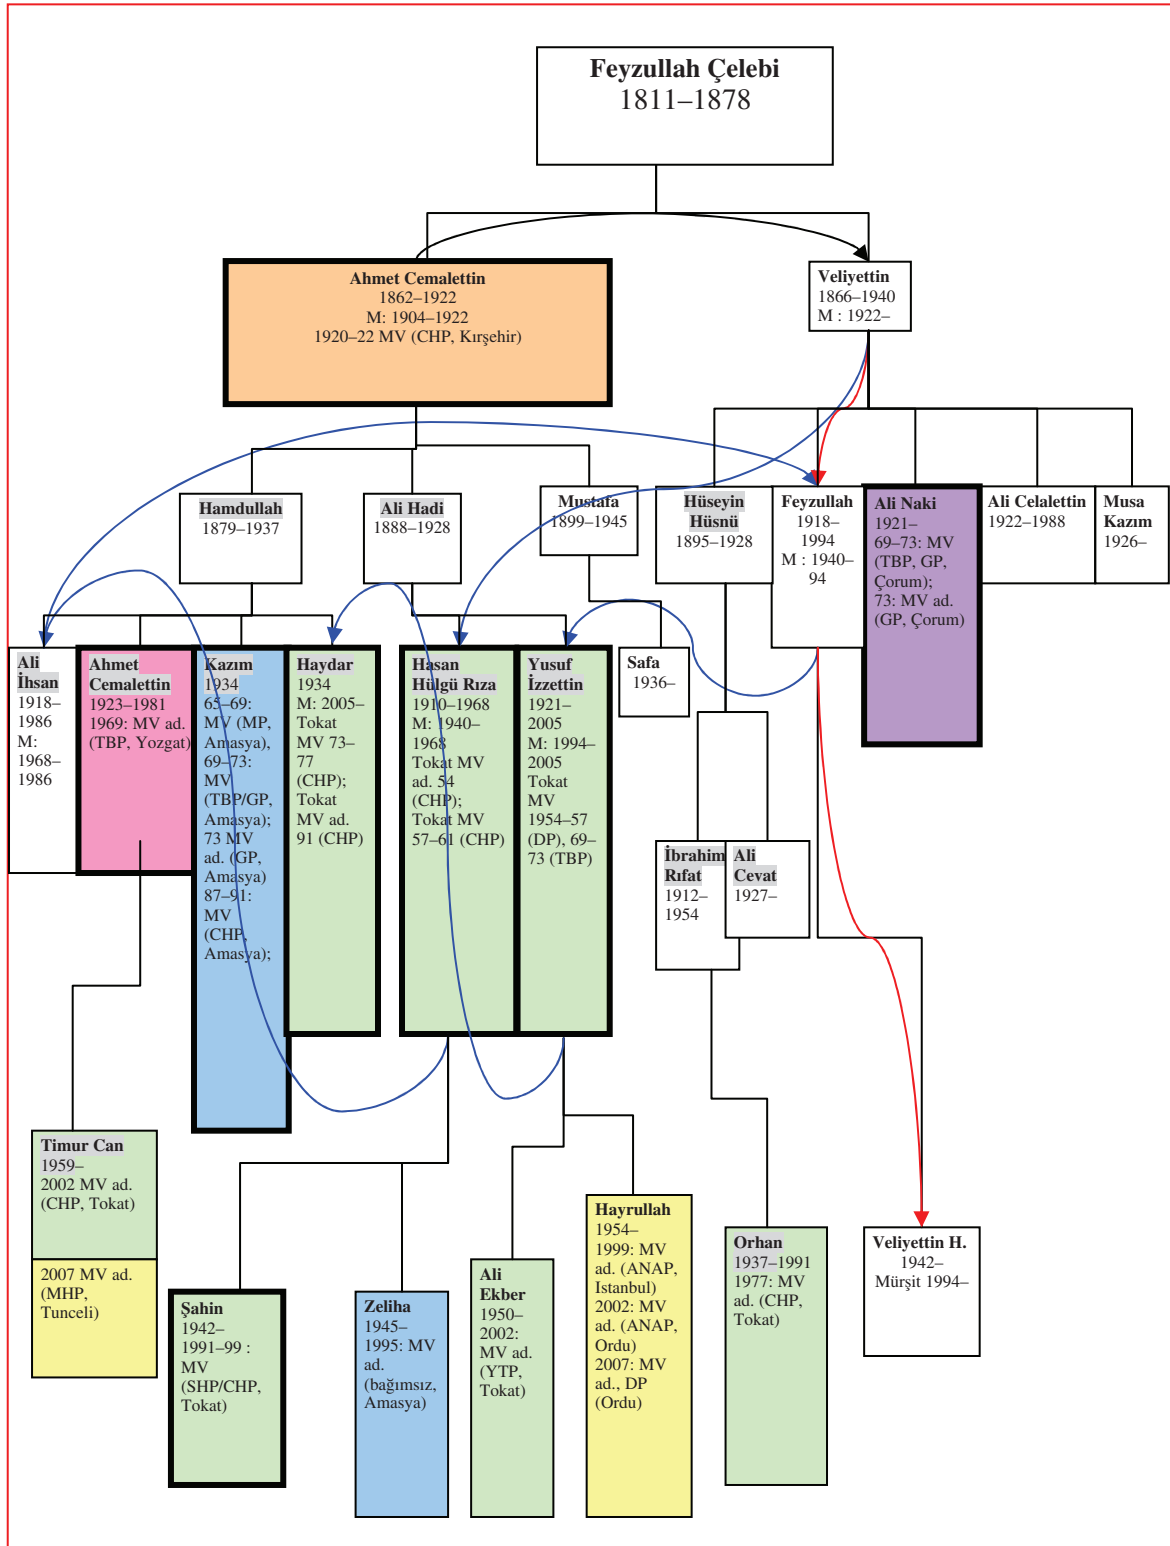 Feyzullah Çelebi
1811–1878
Ahmet Cemalettin
1862–1922
M: 1904–1922
1920–22 MV (CHP, Kırşehir)
Veliyettin
1866–1940
M : 1922–
Hamdullah
1879–1937
Ali Hadi
1888–1928
Mustafa
1899–1945
Hüseyin
Hüsnü
1895–1928
Feyzullah
1918–
1994
M : 1940–
94
Ali Naki
1921–
69–73: MV
(TBP, GP,
Çorum);
73: MV ad.
(GP, Çorum)
Ali Celalettin
1922–1988
Musa
Kazım
1926–
Ali
İhsan
1918–
1986
M:
1968–
1986
Ahmet
Cemalettin
1923–1981
1969: MV ad.
(TBP, Yozgat)
Kazım
1934
65–69:
MV (MP,
Amasya),
69–73:
MV
(TBP/GP,
Amasya);
73 MV
ad. (GP,
Amasya)
87–91:
MV
(CHP,
Amasya);
Haydar
1934
M: 2005–
Tokat
MV 73–
77
(CHP);
Tokat
MV ad.
91 (CHP)
Hasan
Hülgü Rıza
1910–1968
M: 1940–
1968
Tokat MV
ad. 54
(CHP);
Tokat MV
57–61 (CHP)
Yusuf
İzzettin
1921–
2005
M: 1994–
2005
Tokat
MV
1954–57
(DP), 69–
73 (TBP)
Safa
1936–
İbrahim
Rıfat
1912–
1954
Ali
Cevat
1927–
Timur Can
1959–
2002 MV ad.
(CHP, Tokat)
2007 MV ad.
(MHP,
Tunceli)
Şahin
1942–
1991–99 :
MV
(SHP/CHP,
Tokat)
Zeliha
1945–
1995: MV
ad.
(bağımsız,
Amasya)
Ali
Ekber
1950–
2002:
MV ad.
(YTP,
Tokat)
Hayrullah
1954–
1999: MV
ad. (ANAP,
Istanbul)
2002: MV
ad. (ANAP,
Ordu)
2007: MV
ad., DP
(Ordu)
Orhan
1937–1991
1977: MV
ad. (CHP,
Tokat)
Veliyettin H.
1942–
Mürşit 1994–